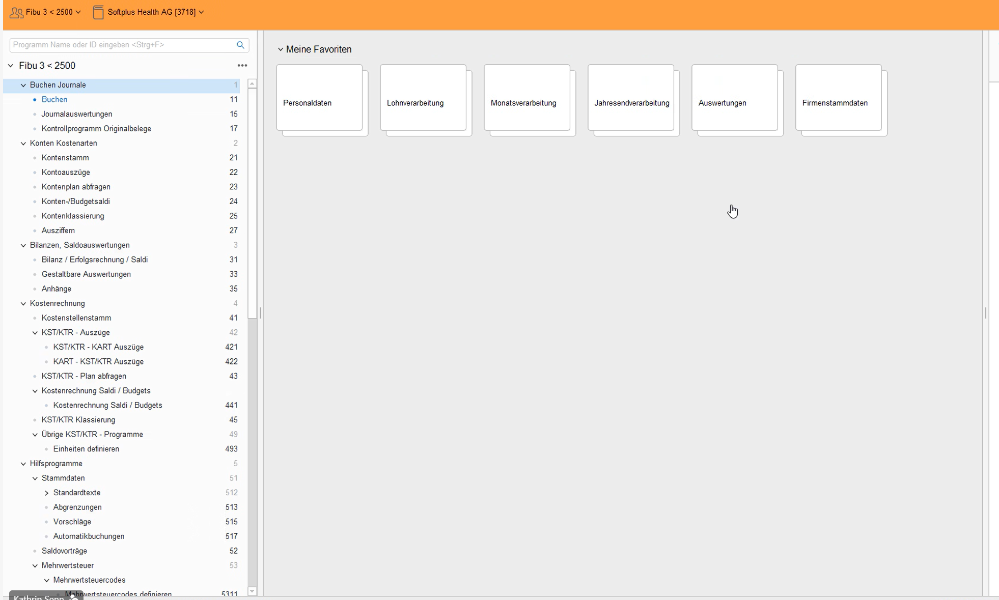 Fibu 3 < 2500 Softplus Health AG [3718]
Programm Name oder ID eingeben <Strg+F>
Fibu 3 < 2500 •••
Buchen Journale 1
Buchen 11
Journalauswertungen 15
Kontrollprogramm Originalbelege 17
Konten Kostenarten 2
Kontenstamm 21
Kontoauszüge 22
Kontenplan abfragen 23
Konten-/Budgetsaldi 24
Kontenklassierung 25
Ausziffern 27
Bilanzen, Saldoauswertungen 3
Bilanz / Erfolgsrechnung / Saldi 31
Gestaltbare Auswertungen 33
Anhänge 35
Kostenrechnung 4
Kostenstellenstamm 41
KST/KTR - Auszüge 42
KST/KTR - KART Auszüge 421
KART - KST/KTR Auszüge 422
KST/KTR - Plan abfragen 43
Kostenrechnung Saldi / Budgets
Kostenrechnung Saldi / Budgets 441
KST/KTR Klassierung 45
Übrige KST/KTR - Programme 49
Einheiten definieren 493
Hilfsprogramme 5
Stammdaten 51
Standardtexte 512
Abgrenzungen 513
Vorschläge 515
Automatikbuchungen 517
Saldovorträge 52
Mehrwertsteuer 53
Mehrwertsteuercodes
Mehrwertsteuercodes definieren 5311
Kathrin Senn
Meine Favoriten
Personaldaten
Lohnverarbeitung
Monatsverarbeitung
Jahresendverarbeitung
Auswertungen
Firmenstammdaten